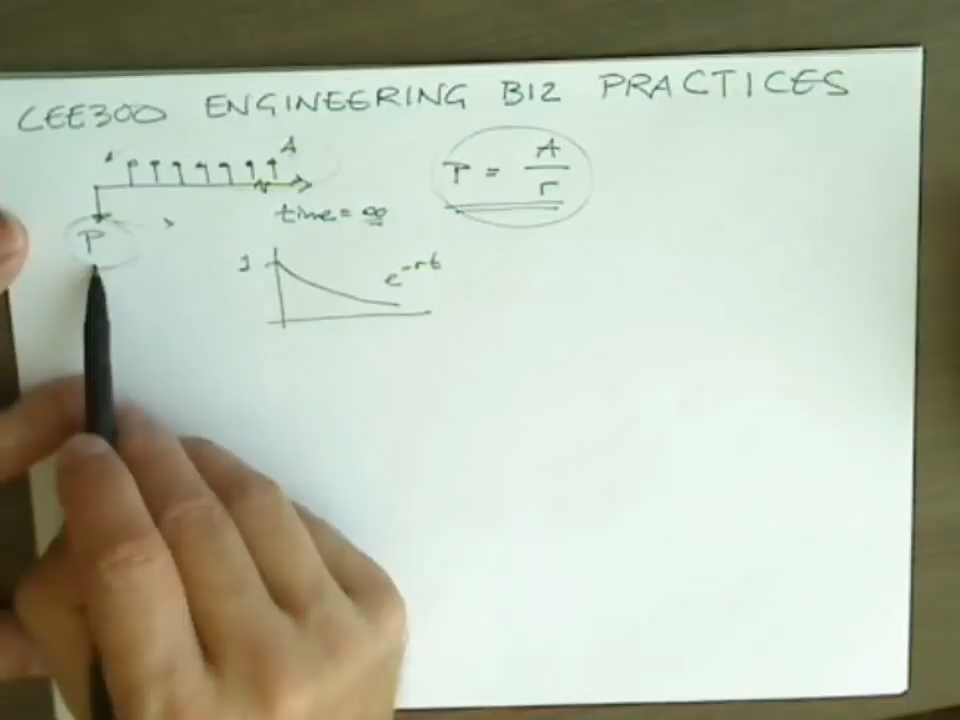 CEE300 ENGINEERING BIZ PRACTICES
A
P = A / r
time = ∞
P
1
e^-rt